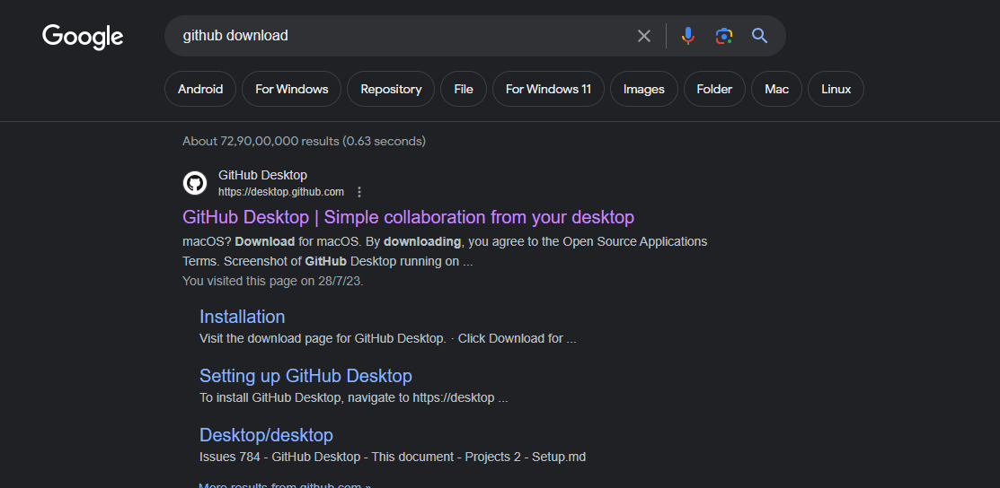 Google
github download
Android For Windows Repository File For Windows 11 Images Folder Mac Linux
About 72,90,00,000 results (0.63 seconds)
GitHub Desktop
https://desktop.github.com
GitHub Desktop | Simple collaboration from your desktop
macOS? Download for macOS. By downloading, you agree to the Open Source Applications
Terms. Screenshot of GitHub Desktop running on ...
You visited this page on 28/7/23.
Installation
Visit the download page for GitHub Desktop. · Click Download for ...
Setting up GitHub Desktop
To install GitHub Desktop, navigate to https://desktop ...
Desktop/desktop
Issues 784 - GitHub Desktop - This document - Projects 2 - Setup.md
More results from github.com »